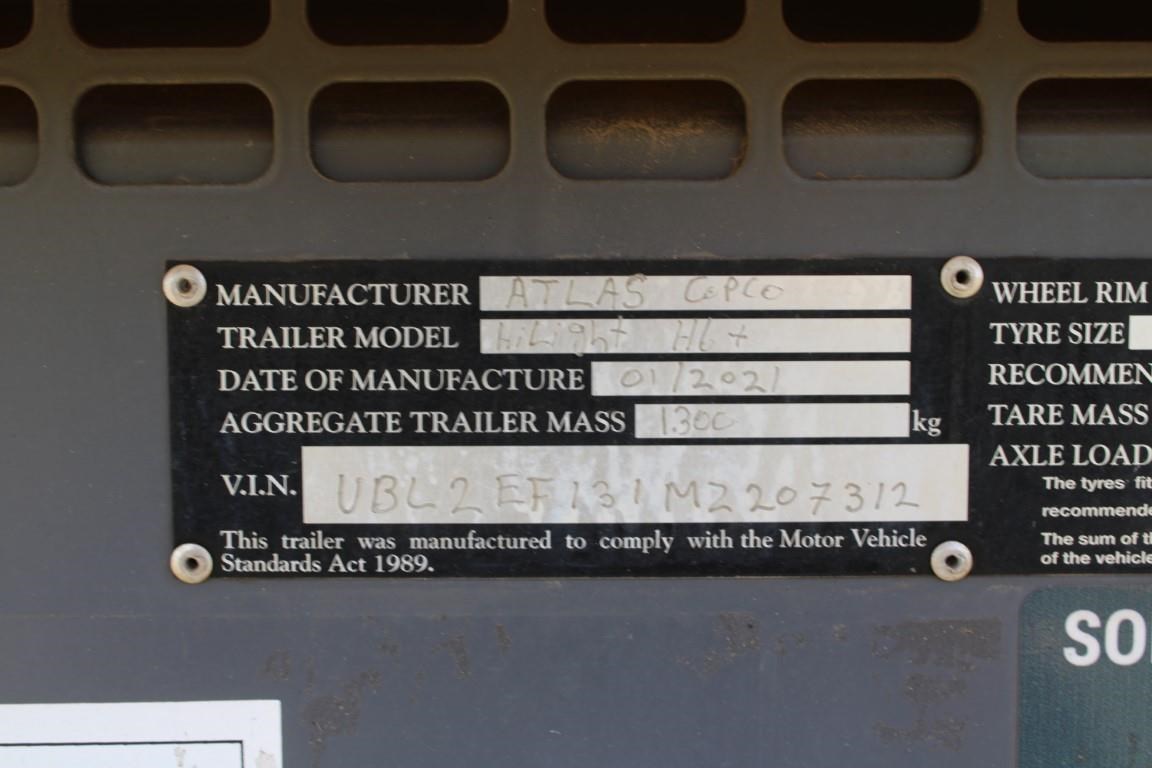 MANUFACTURER ATLAS COPCO
TRAILER MODEL HiLight H6+
DATE OF MANUFACTURE 01/2021
AGGREGATE TRAILER MASS 1300 kg
V.I.N. UBL2EF131MZ207312
This trailer was manufactured to comply with the Motor Vehicle
Standards Act 1989.
WHEEL RIM
TYRE SIZE
RECOMMEN
TARE MASS
AXLE LOAD
The tyres fit
recommende
The sum of th
of the vehicle
SO